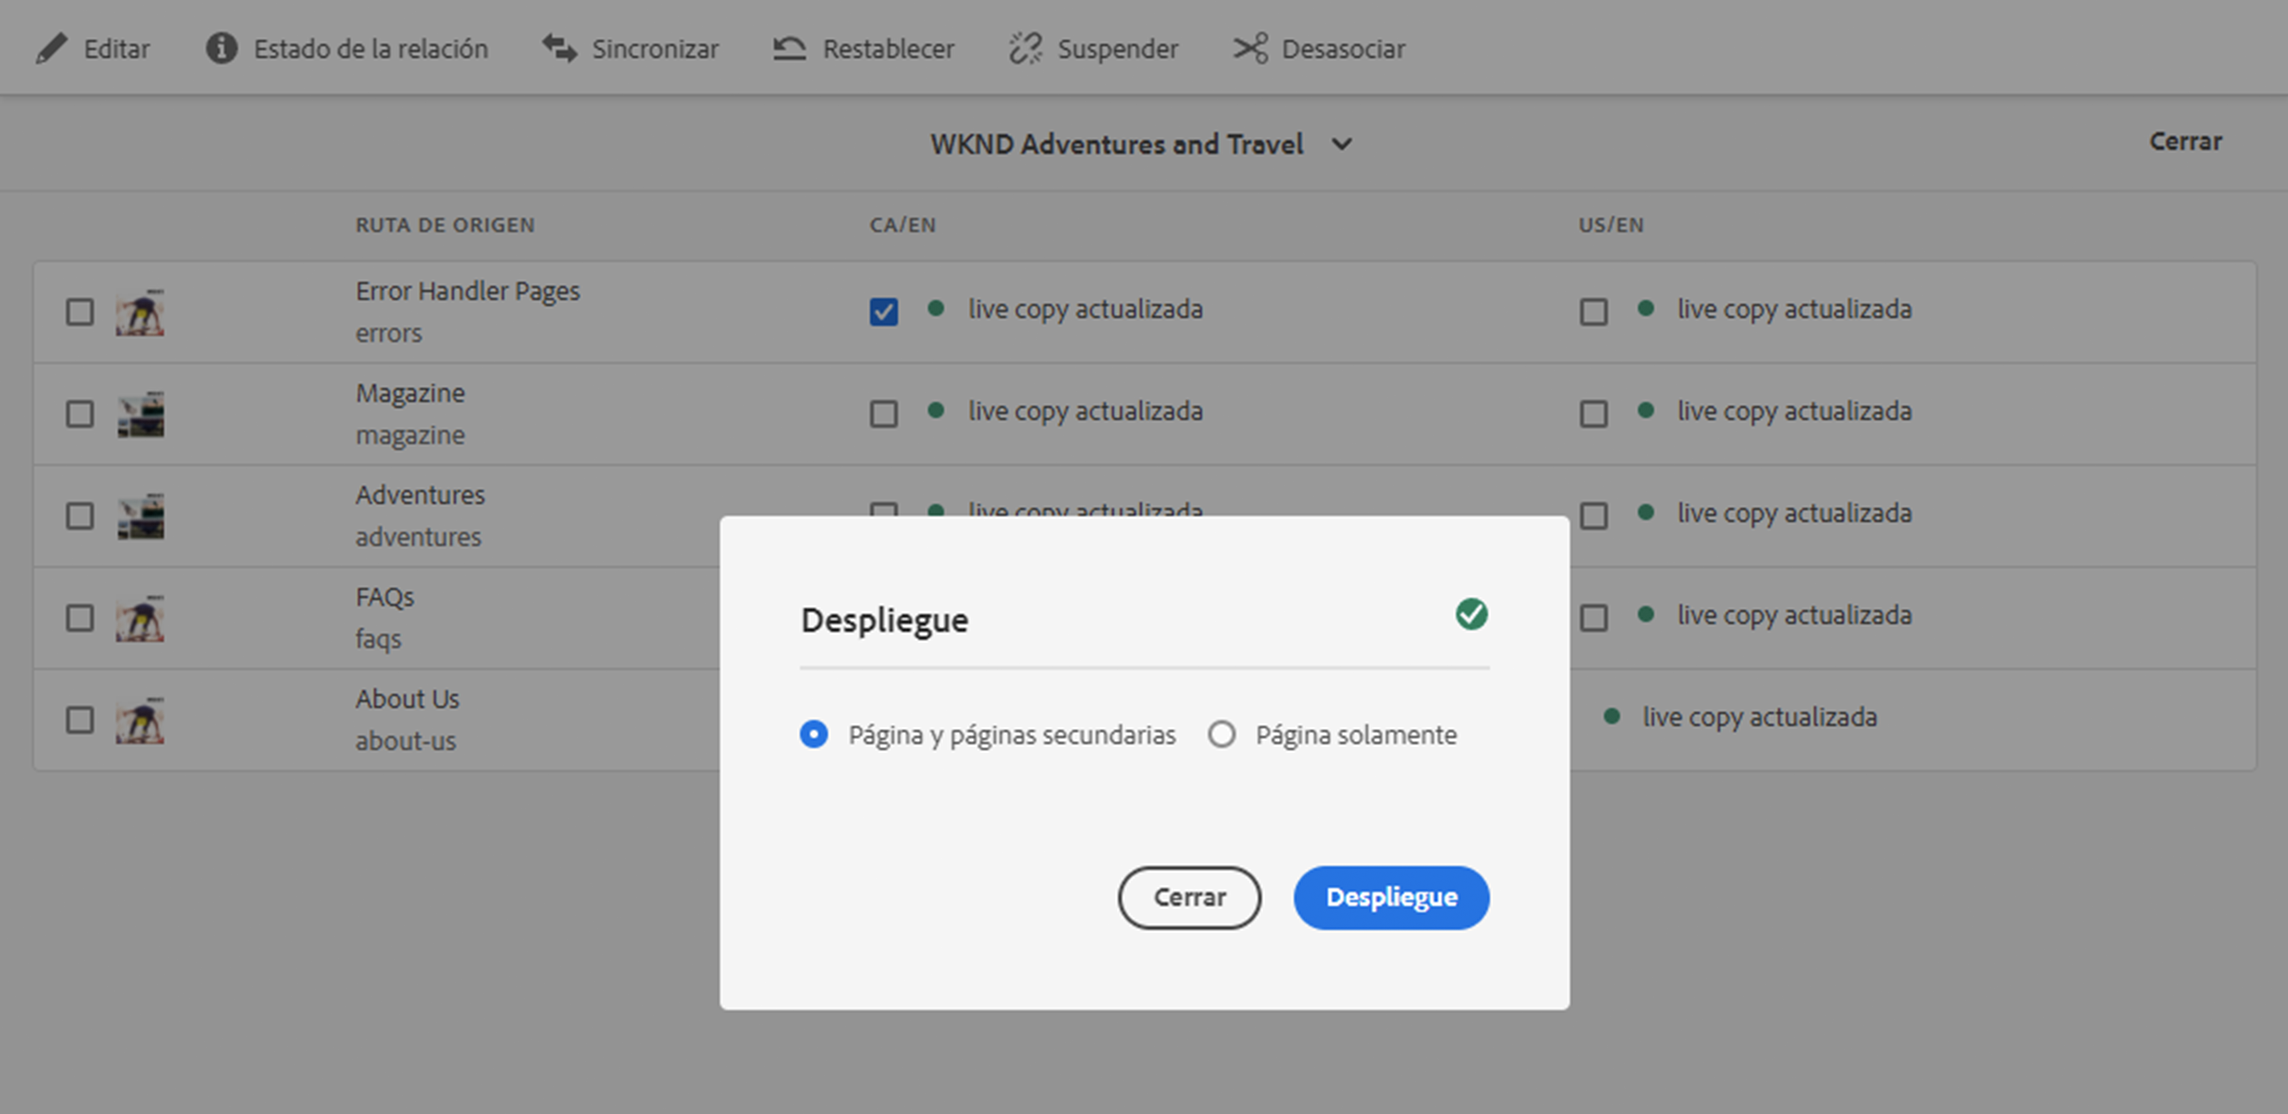 Editar Estado de la relación Sincronizar Restablecer Suspender Desasociar
WKND Adventures and Travel Cerrar
RUTA DE ORIGEN CA/EN US/EN
Error Handler Pages
errors
live copy actualizada live copy actualizada
Magazine
magazine
live copy actualizada live copy actualizada
Adventures
adventures
live copy actualizada live copy actualizada
FAQs
faqs
live copy actualizada
About Us
about-us
live copy actualizada
Despliegue
Página y páginas secundarias Página solamente
Cerrar Despliegue